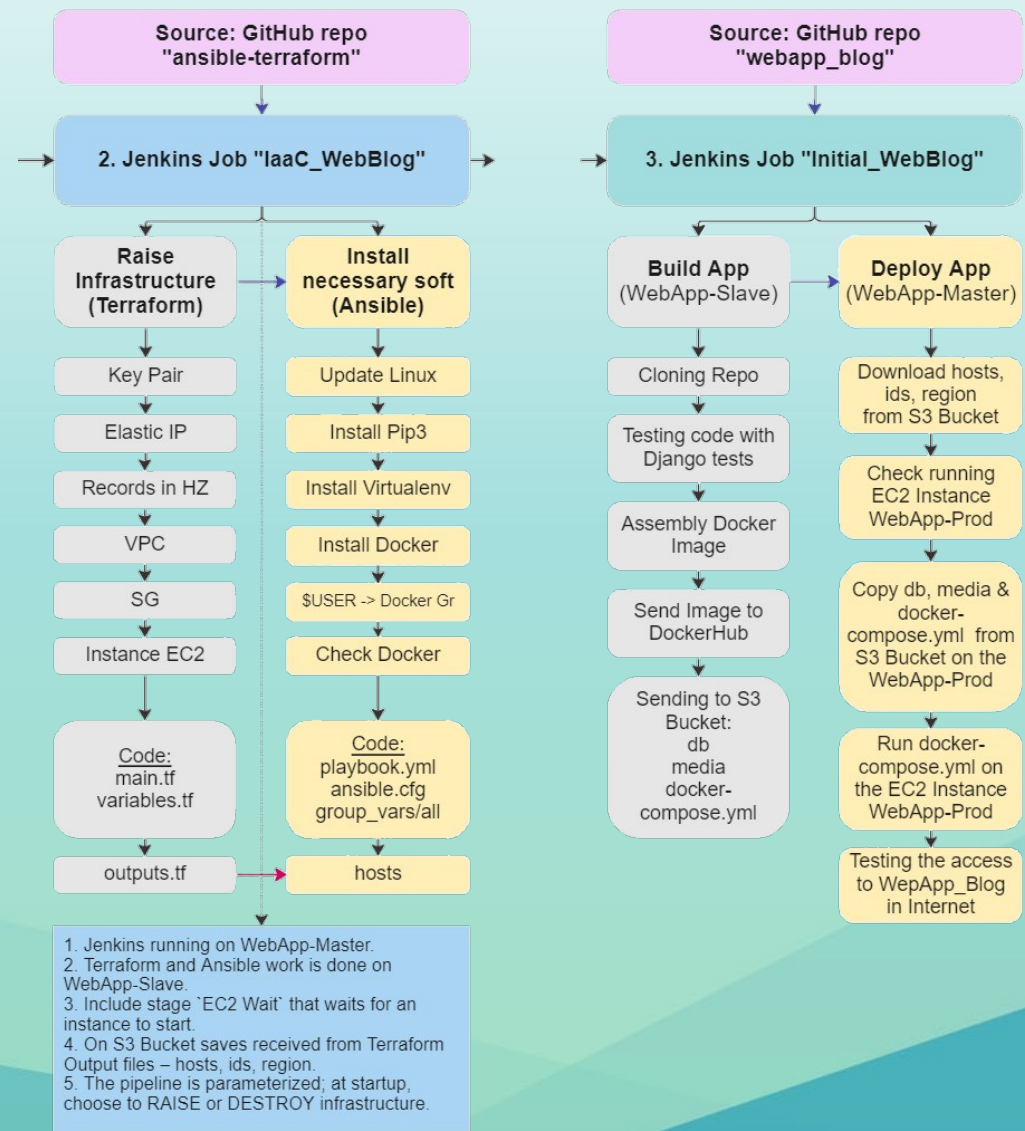 Source: GitHub repo
"ansible-terraform"
2. Jenkins Job "IaaC_WebBlog"
Raise
Infrastructure
(Terraform)
Key Pair
Elastic IP
Records in HZ
VPC
SG
Instance EC2
Code:
main.tf
variables.tf
outputs.tf
Install
necessary soft
(Ansible)
Update Linux
Install Pip3
Install Virtualenv
Install Docker
$USER -> Docker Gr
Check Docker
Code:
playbook.yml
ansible.cfg
group_vars/all
hosts
1. Jenkins running on WebApp-Master.
2. Terraform and Ansible work is done on
WebApp-Slave.
3. Include stage `EC2 Wait` that waits for an
instance to start.
4. On S3 Bucket saves received from Terraform
Output files – hosts, ids, region.
5. The pipeline is parameterized; at startup,
choose to RAISE or DESTROY infrastructure.
Source: GitHub repo
"webapp_blog"
3. Jenkins Job "Initial_WebBlog"
Build App
(WebApp-Slave)
Cloning Repo
Testing code with
Django tests
Assembly Docker
Image
Send Image to
DockerHub
Sending to S3
Bucket:
db
media
docker-
compose.yml
Deploy App
(WebApp-Master)
Download hosts,
ids, region
from S3 Bucket
Check running
EC2 Instance
WebApp-Prod
Copy db, media &
docker-
compose.yml from
S3 Bucket on the
WebApp-Prod
Run docker-
compose.yml on
the EC2 Instance
WebApp-Prod
Testing the access
to WepApp_Blog
in Internet